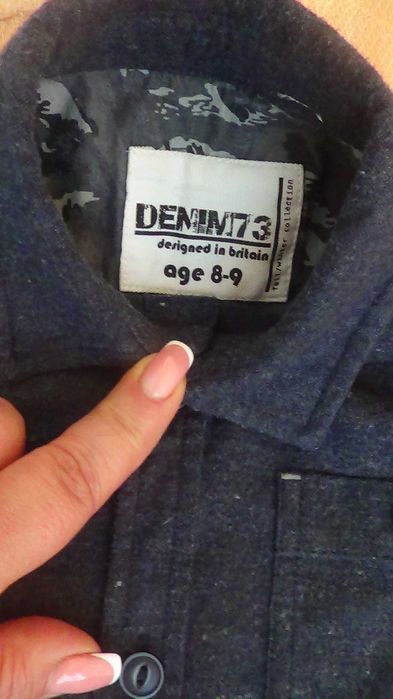 DENIM73
designed in britain
age 8-9
fall/winter collection